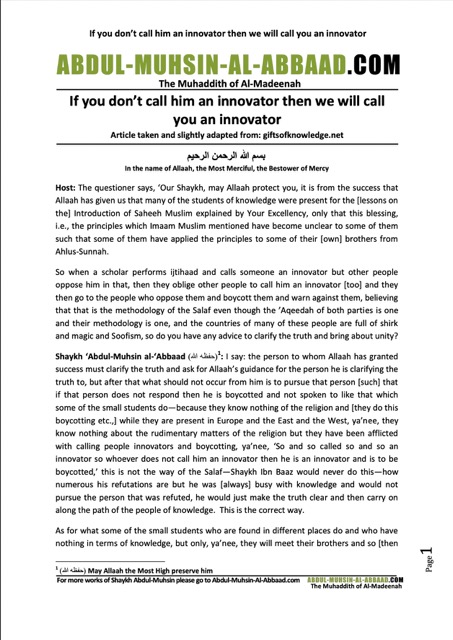 If you don't call him an innovator then we will call you an innovator
ABDUL-MUHSIN-AL-ABBAAD.COM
The Muhaddith of Al-Madeenah
If you don't call him an innovator then we will call
you an innovator
Article taken and slightly adapted from: giftsofknowledge.net
بسم الله الرحمن الرحيم
In the name of Allaah, the Most Merciful, the Bestower of Mercy
Host: The questioner says, 'Our Shaykh, may Allaah protect you, it is from the success that
Allaah has given us that many of the students of knowledge were present for the [lessons on
the] Introduction of Saheeh Muslim explained by Your Excellency, only that this blessing,
i.e., the principles which Imaam Muslim mentioned have become unclear to some of them
such that some of them have applied the principles to some of their [own] brothers from
Ahlus-Sunnah.
So when a scholar performs ijtihaad and calls someone an innovator but other people
oppose him in that, then they oblige other people to call him an innovator [too] and they
then go to the people who oppose them and boycott them and warn against them, believing
that that is the methodology of the Salaf even though the 'Aqeedah of both parties is one
and their methodology is one, and the countries of many of these people are full of shirk
and magic and Soofism, so do you have any advice to clarify the truth and bring about unity?
Shaykh 'Abdul-Muhsin al-'Abbaad (حفظه الله)1: I say: the person to whom Allaah has granted
success must clarify the truth and ask for Allaah's guidance for the person he is clarifying the
truth to, but after that what should not occur from him is to pursue that person [such] that
if that person does not respond then he is boycotted and not spoken to like that which
some of the small students do—because they know nothing of the religion and [they do this
boycotting etc.,] while they are present in Europe and the East and the West, ya'nee, they
know nothing about the rudimentary matters of the religion but they have been afflicted
with calling people innovators and boycotting, ya'nee, 'So and so called so and so an
innovator so whoever does not call him an innovator then he is an innovator and is to be
boycotted,' this is not the way of the Salaf—Shaykh Ibn Baaz would never do this—how
numerous his refutations are but he was [always] busy with knowledge and would not
pursue the person that was refuted, he would just make the truth clear and then carry on
along the path of the people of knowledge. This is the correct way.
As for what some of the small students who are found in different places do and who have
nothing in terms of knowledge, but only, ya'nee, they will meet their brothers and so [then
1 (حفظه الله) May Allaah the Most High preserve him
For more works of Shaykh Abdul-Muhsin please go to Abdul-Muhsin-Al-Abbaad.com ABDUL-MUHSIN-AL-ABBAAD.COM
The Muhaddith of Al-Madeenah
Page 1